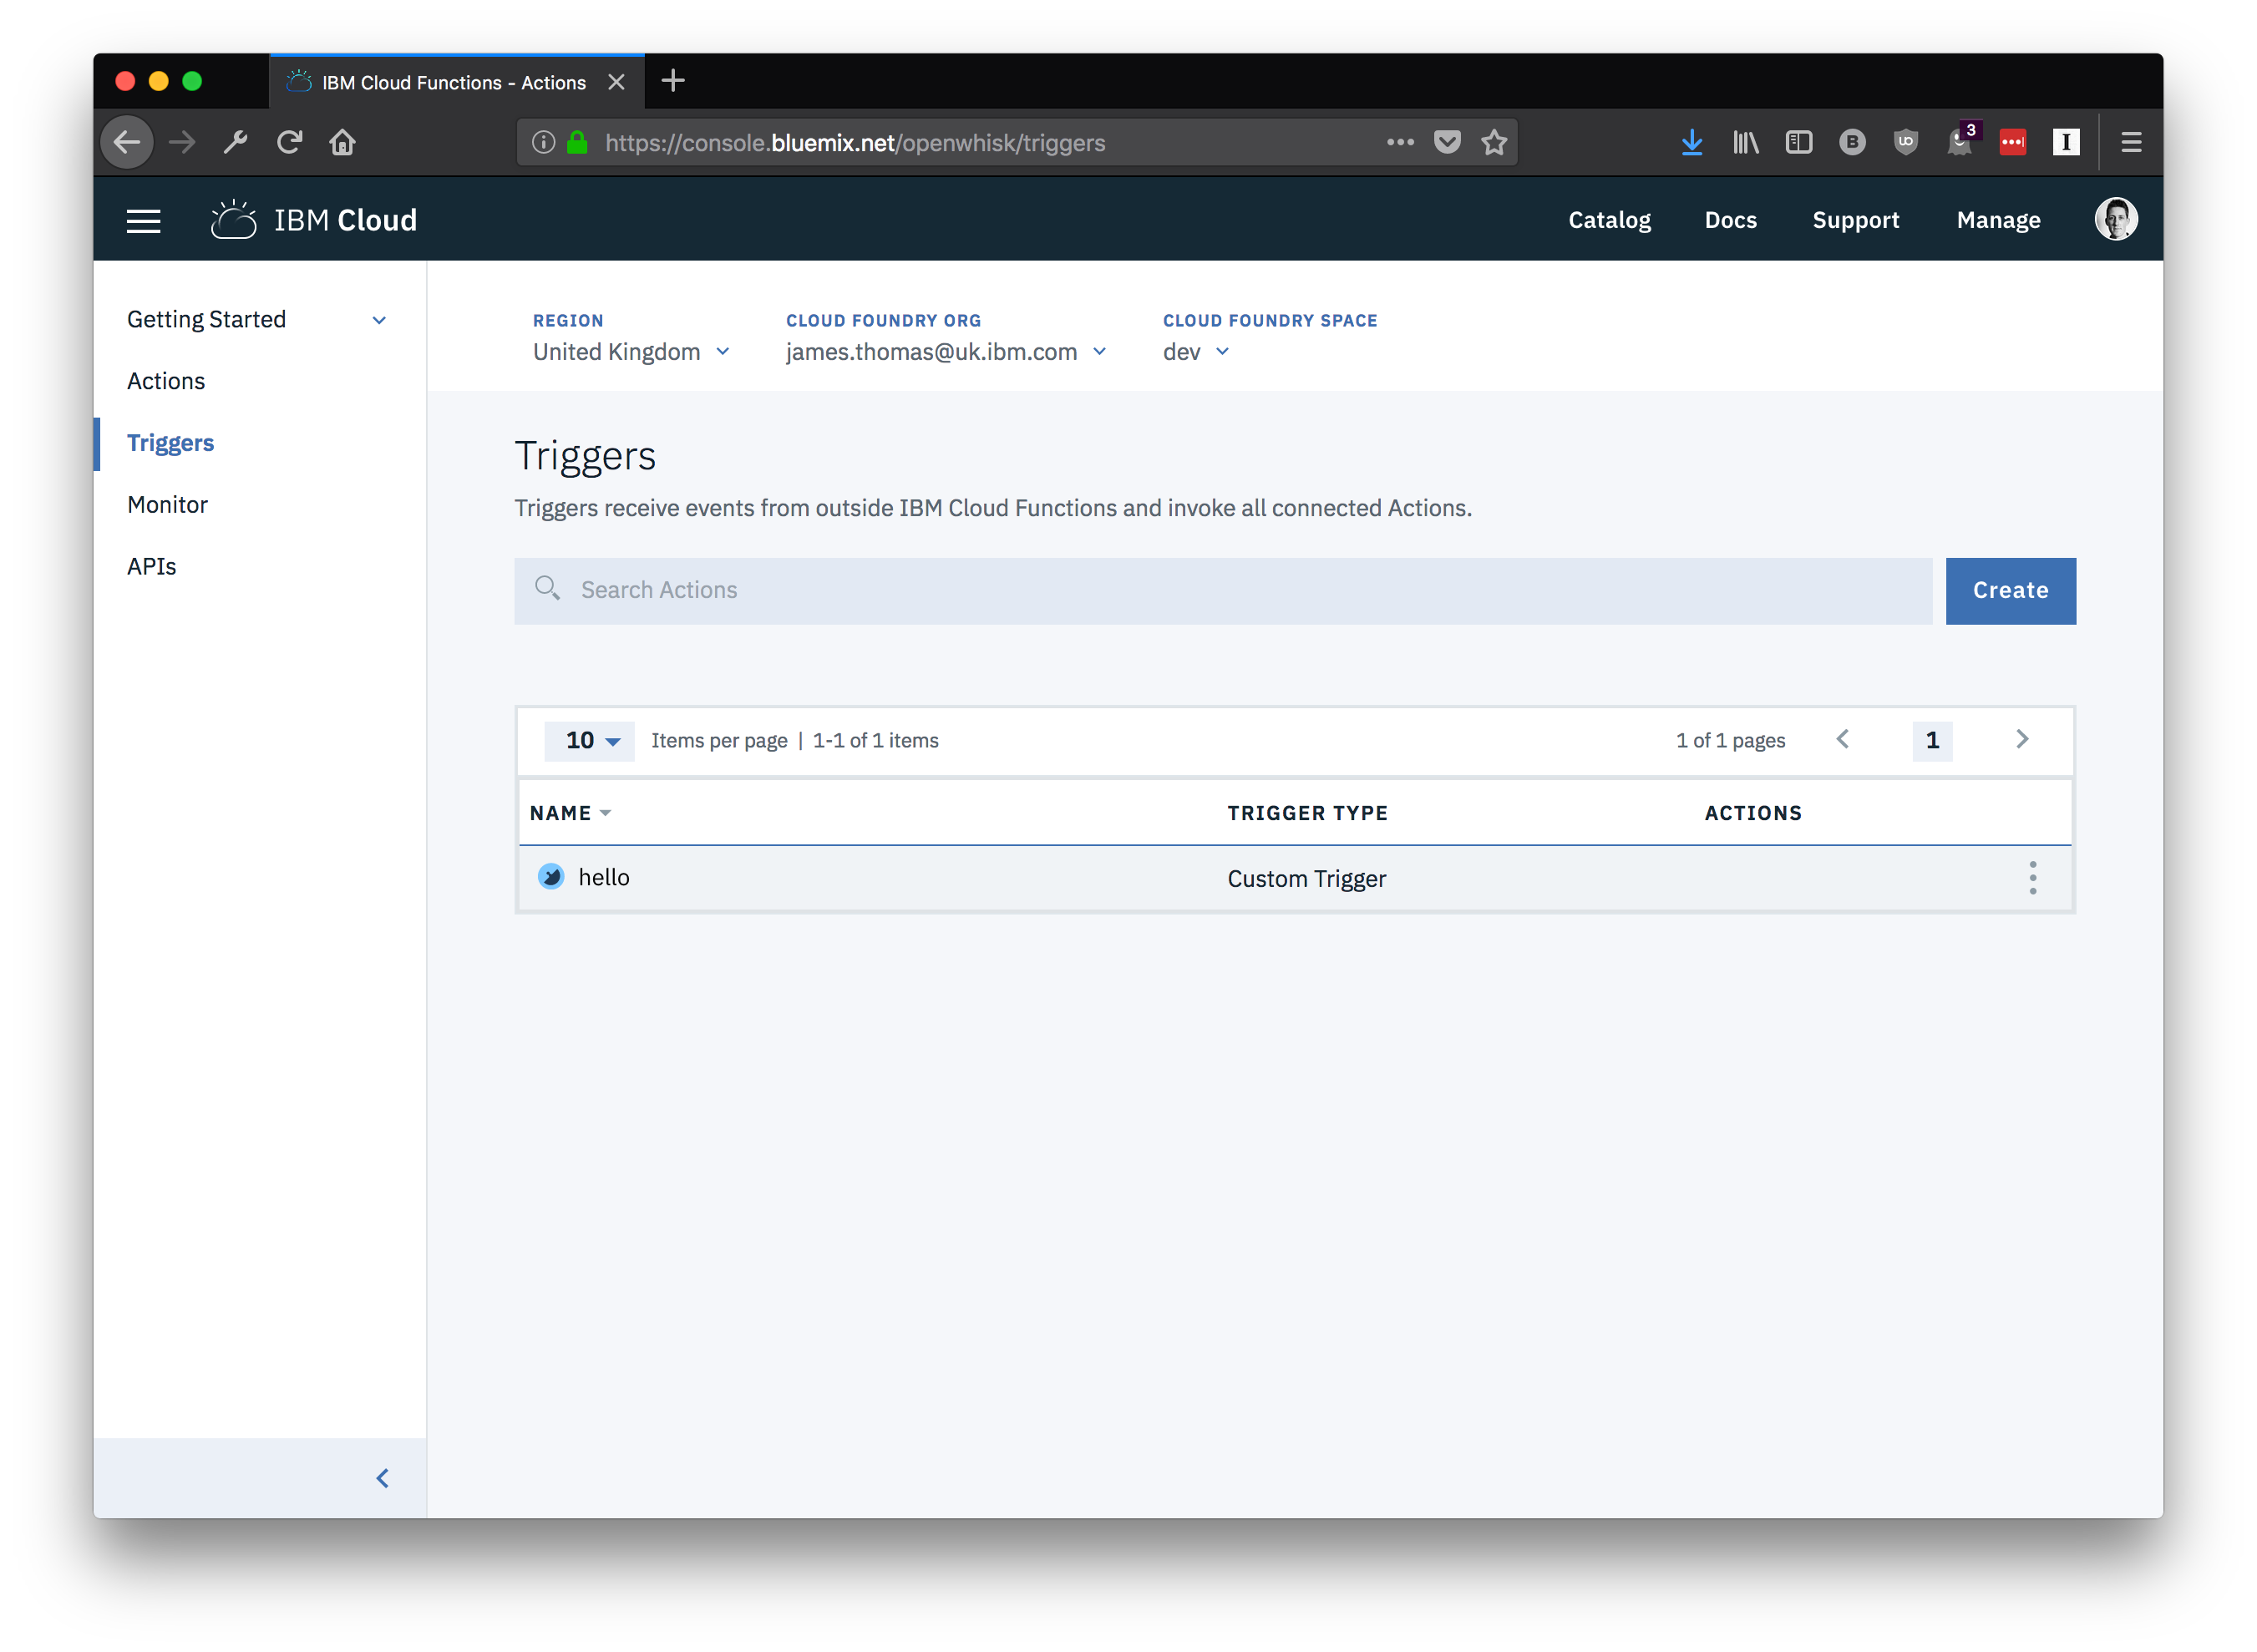 IBM Cloud Functions - Actions
https://console.bluemix.net/openwhisk/triggers
B
uo
3
I
IBM Cloud
Catalog Docs Support Manage
Getting Started
Actions
Triggers
Monitor
APIs
REGION CLOUD FOUNDRY ORG CLOUD FOUNDRY SPACE
United Kingdom james.thomas@uk.ibm.com dev
Triggers
Triggers receive events from outside IBM Cloud Functions and invoke all connected Actions.
Search Actions Create
10 Items per page | 1-1 of 1 items 1 of 1 pages 1
NAME TRIGGER TYPE ACTIONS
hello Custom Trigger